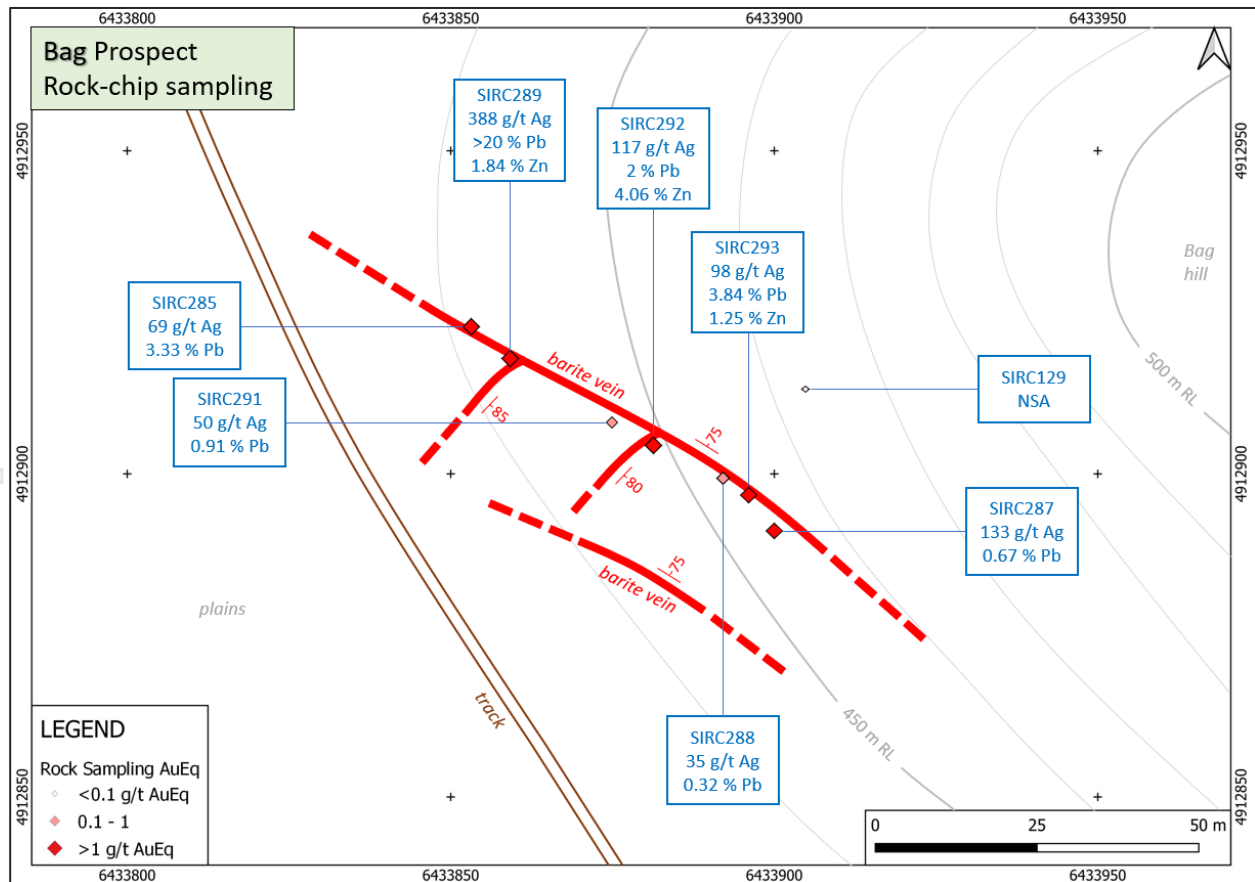 6433800
6433850
6433900
6433950
Bag Prospect
Rock-chip sampling
4912950
4912950
SIRC289
388 g/t Ag
>20 % Pb
1.84 % Zn
SIRC292
117 g/t Ag
2 % Pb
4.06 % Zn
SIRC293
98 g/t Ag
3.84 % Pb
1.25 % Zn
Bag
hill
SIRC285
69 g/t Ag
3.33 % Pb
barite vein
500 m RL
SIRC129
NSA
SIRC291
50 g/t Ag
0.91 % Pb
85
75
4912900
4912900
80
SIRC287
133 g/t Ag
0.67 % Pb
75
barite vein
plains
track
SIRC288
35 g/t Ag
0.32 % Pb
450 m RL
4912850
4912850
LEGEND
Rock Sampling AuEq
<0.1 g/t AuEq
0.1 - 1
>1 g/t AuEq
0
25
50 m
6433800
6433850
6433900
6433950